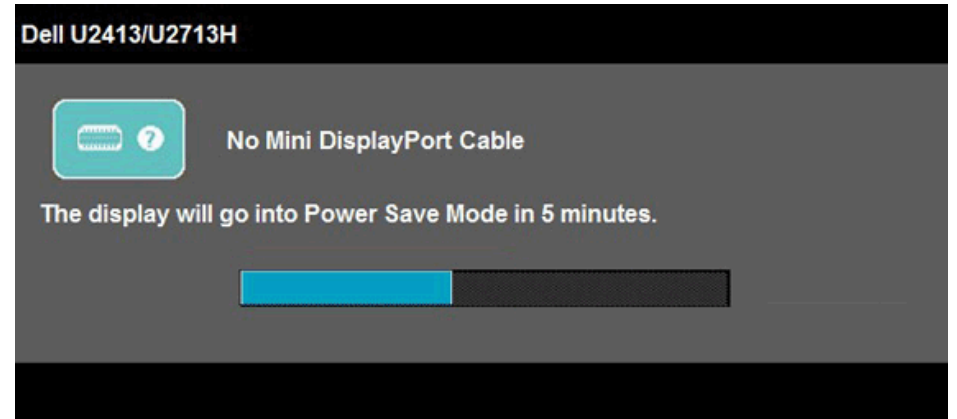 Dell U2413/U2713H
?
No Mini DisplayPort Cable
The display will go into Power Save Mode in 5 minutes.